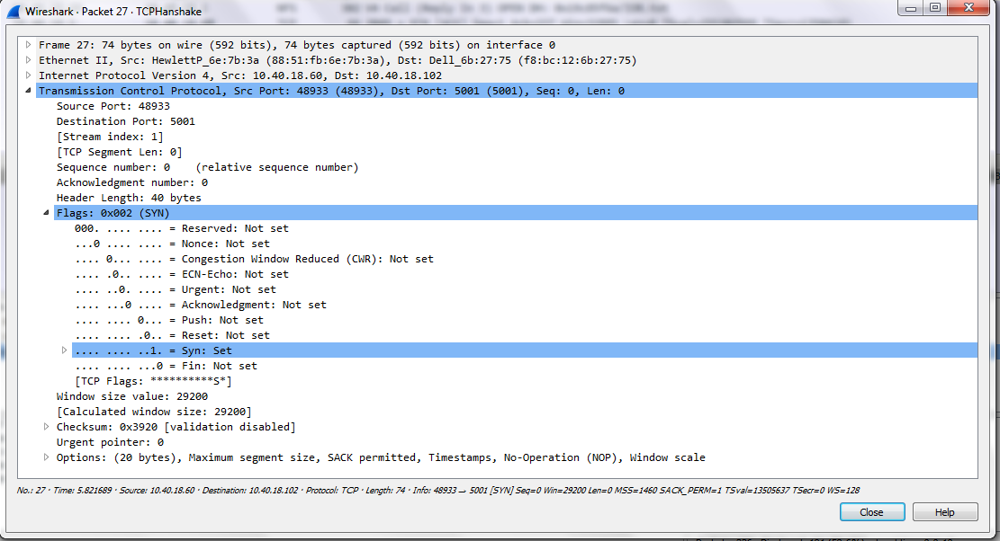 Wireshark · Packet 27 · TCPHanshake
Frame 27: 74 bytes on wire (592 bits), 74 bytes captured (592 bits) on interface 0
Ethernet II, Src: HewlettP_6e:7b:3a (88:51:fb:6e:7b:3a), Dst: Dell_6b:27:75 (f8:bc:12:6b:27:75)
Internet Protocol Version 4, Src: 10.40.18.60, Dst: 10.40.18.102
Transmission Control Protocol, Src Port: 48933 (48933), Dst Port: 5001 (5001), Seq: 0, Len: 0
Source Port: 48933
Destination Port: 5001
[Stream index: 1]
[TCP Segment Len: 0]
Sequence number: 0    (relative sequence number)
Acknowledgment number: 0
Header Length: 40 bytes
Flags: 0x002 (SYN)
000. .... .... = Reserved: Not set
...0 .... .... = Nonce: Not set
.... 0... .... = Congestion Window Reduced (CWR): Not set
.... .0.. .... = ECN-Echo: Not set
.... ..0. .... = Urgent: Not set
.... ...0 .... = Acknowledgment: Not set
.... .... 0... = Push: Not set
.... .... .0.. = Reset: Not set
.... .... ..1. = Syn: Set
.... .... ...0 = Fin: Not set
[TCP Flags: **********S*]
Window size value: 29200
[Calculated window size: 29200]
Checksum: 0x3920 [validation disabled]
Urgent pointer: 0
Options: (20 bytes), Maximum segment size, SACK permitted, Timestamps, No-Operation (NOP), Window scale
No.: 27 · Time: 5.821689 · Source: 10.40.18.60 · Destination: 10.40.18.102 · Protocol: TCP · Length: 74 · Info: 48933 → 5001 [SYN] Seq=0 Win=29200 Len=0 MSS=1460 SACK_PERM=1 TSval=13505637 TSecr=0 WS=128
Close
Help